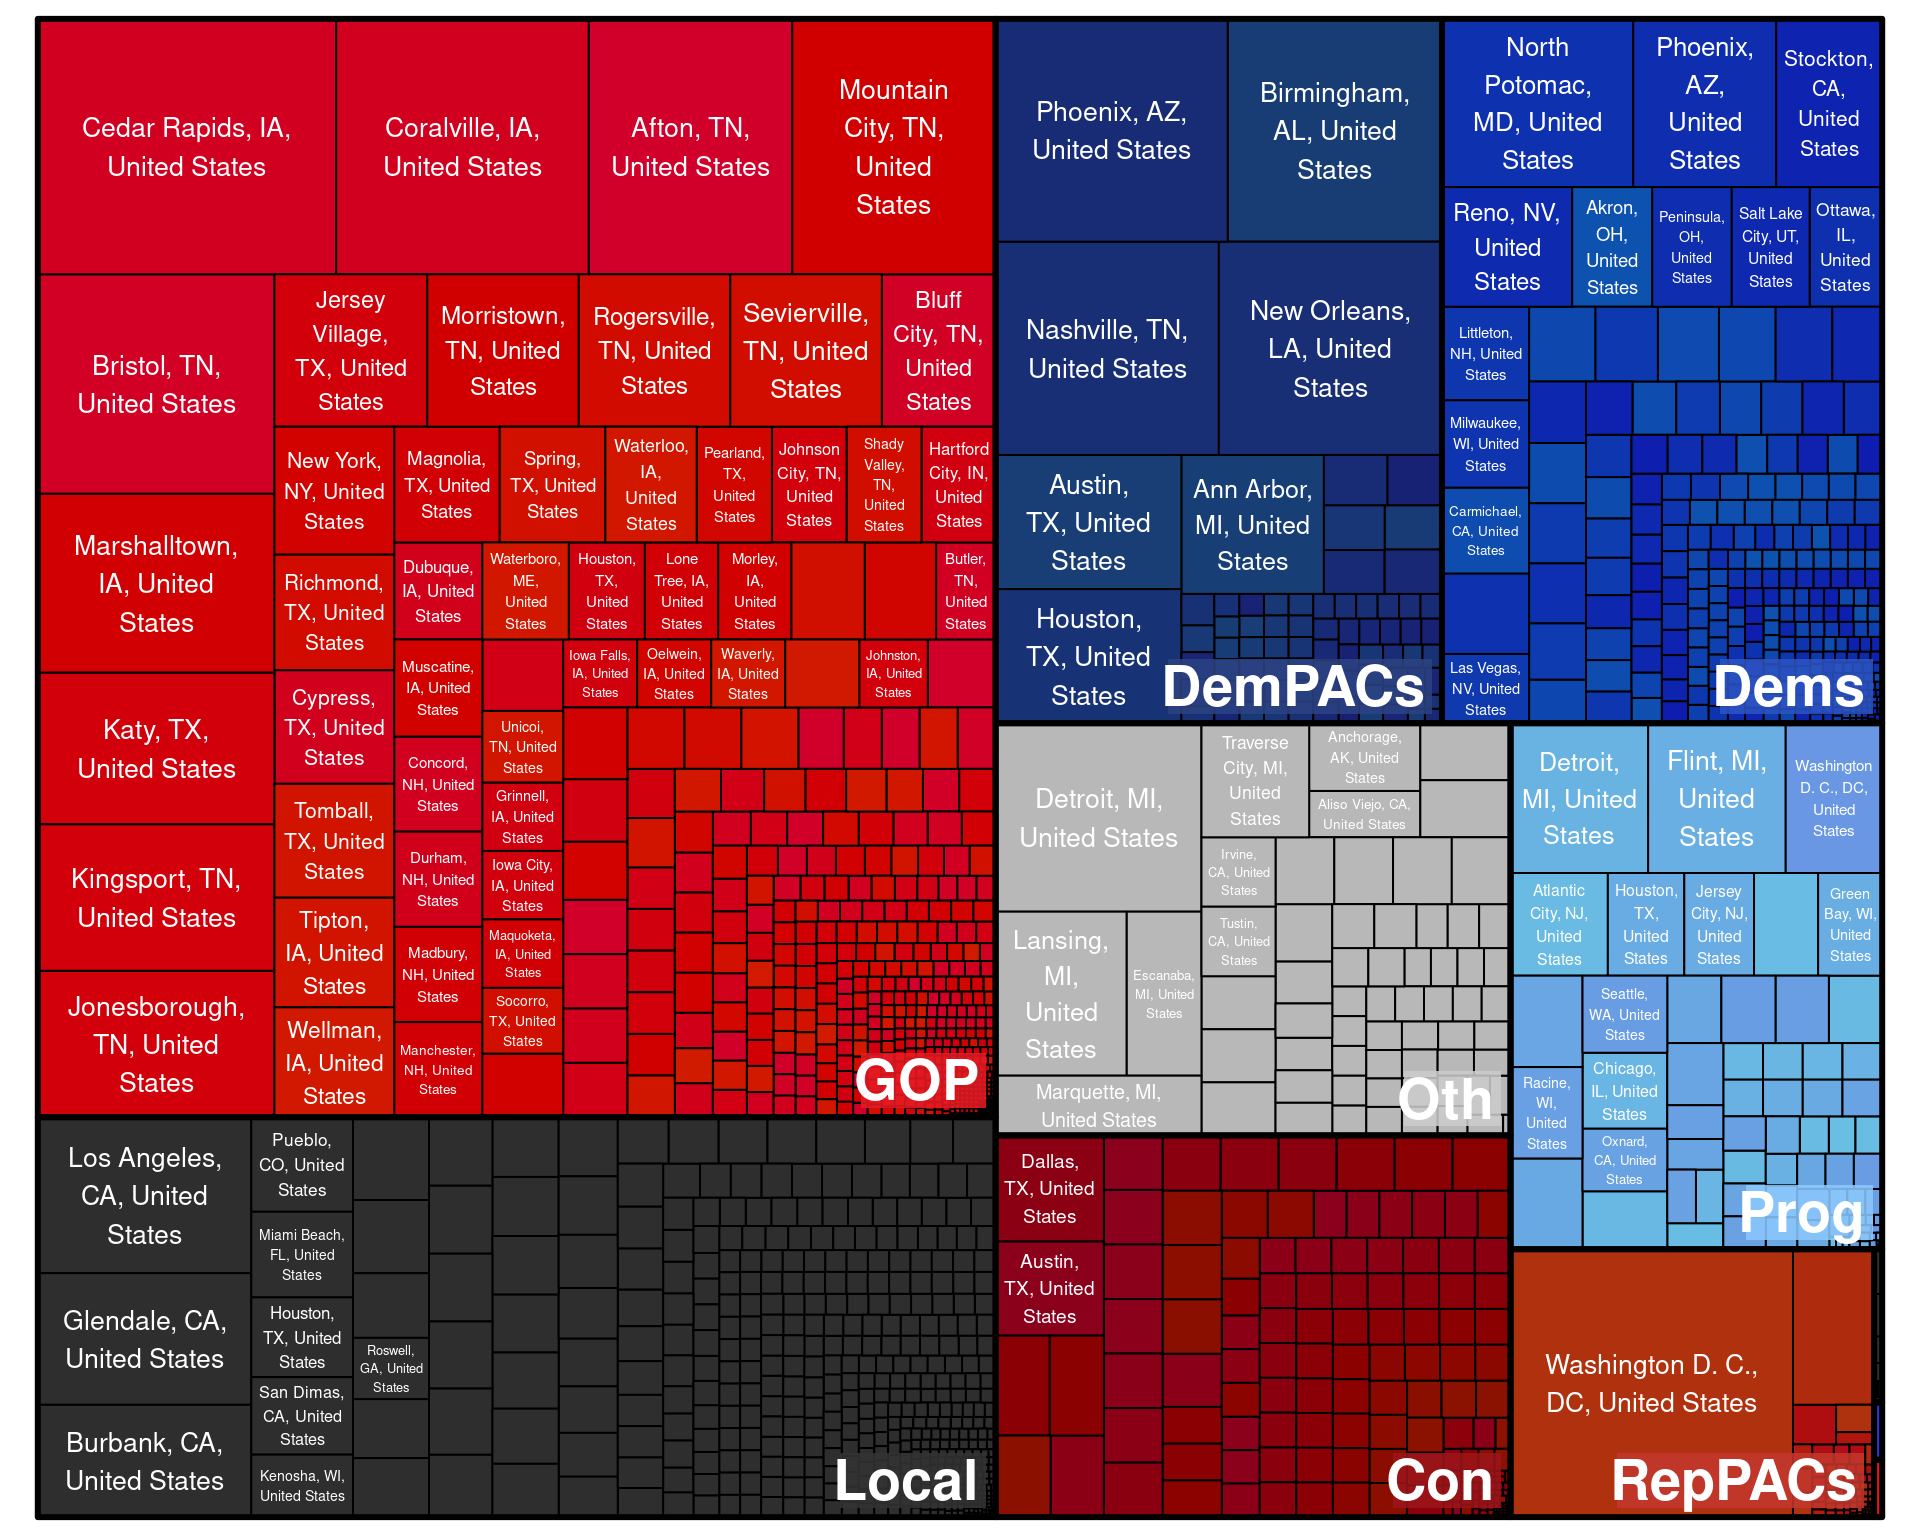 Cedar Rapids, IA,
United States
Coralville, IA,
United States
Afton, TN,
United States
Mountain
City, TN,
United
States
Bristol, TN,
United States
Jersey
Village,
TX, United
States
Morristown,
TN, United
States
Rogersville,
TN, United
States
Sevierville,
TN, United
States
Bluff
City, TN,
United
States
Marshalltown,
IA, United
States
Katy, TX,
United States
Kingsport, TN,
United States
Jonesborough,
TN, United
States
New York,
NY, United
States
Richmond,
TX, United
States
Cypress,
TX, United
States
Tomball,
TX, United
States
Tipton,
IA, United
States
Wellman,
IA, United
States
Magnolia,
TX, United
States
Spring,
TX, United
States
Waterloo,
IA,
United
States
Pearland,
TX,
United
States
Johnson
City, TN,
United
States
Shady
Valley,
TN,
United
States
Hartford
City, IN,
United
States
Dubuque,
IA, United
States
Muscatine,
IA, United
States
Concord,
NH, United
States
Durham,
NH, United
States
Madbury,
NH, United
States
Manchester,
NH, United
States
Waterboro,
ME,
United
States
Houston,
TX,
United
States
Lone
Tree, IA,
United
States
Morley,
IA,
United
States
Butler,
TN,
United
States
Iowa Falls,
IA, United
States
Oelwein,
IA, United
States
Waverly,
IA, United
States
Johnston,
IA, United
States
Unicoi,
TN, United
States
Grinnell,
IA, United
States
Iowa City,
IA, United
States
Maquoketa,
IA, United
States
Socorro,
TX, United
States
GOP
Phoenix, AZ,
United States
Birmingham,
AL, United
States
Nashville, TN,
United States
New Orleans,
LA, United
States
Austin,
TX, United
States
Houston,
TX, United
States
Ann Arbor,
MI, United
States
DemPACs
North
Potomac,
MD, United
States
Phoenix,
AZ,
United
States
Stockton,
CA,
United
States
Reno, NV,
United
States
Akron,
OH,
United
States
Peninsula,
OH,
United
States
Salt Lake
City, UT,
United
States
Ottawa,
IL,
United
States
Littleton,
NH, United
States
Milwaukee,
WI, United
States
Carmichael,
CA, United
States
Las Vegas,
NV, United
States
Dems
Detroit, MI,
United States
Lansing,
MI,
United
States
Escanaba,
MI, United
States
Marquette, MI,
United States
Traverse
City, MI,
United
States
Anchorage,
AK, United
States
Aliso Viejo, CA,
United States
Irvine,
CA, United
States
Tustin,
CA, United
States
Oth
Detroit,
MI, United
States
Flint, MI,
United
States
Washington
D. C., DC,
United
States
Atlantic
City, NJ,
United
States
Houston,
TX,
United
States
Jersey
City, NJ,
United
States
Green
Bay, WI,
United
States
Seattle,
WA, United
States
Racine,
WI,
United
States
Chicago,
IL, United
States
Oxnard,
CA, United
States
Prog
Los Angeles,
CA, United
States
Glendale, CA,
United States
Burbank, CA,
United States
Pueblo,
CO, United
States
Miami Beach,
FL, United
States
Houston,
TX, United
States
San Dimas,
CA, United
States
Kenosha, WI,
United States
Roswell,
GA, United
States
Local
Dallas,
TX, United
States
Austin,
TX, United
States
Con
Washington D. C.,
DC, United States
RepPACs